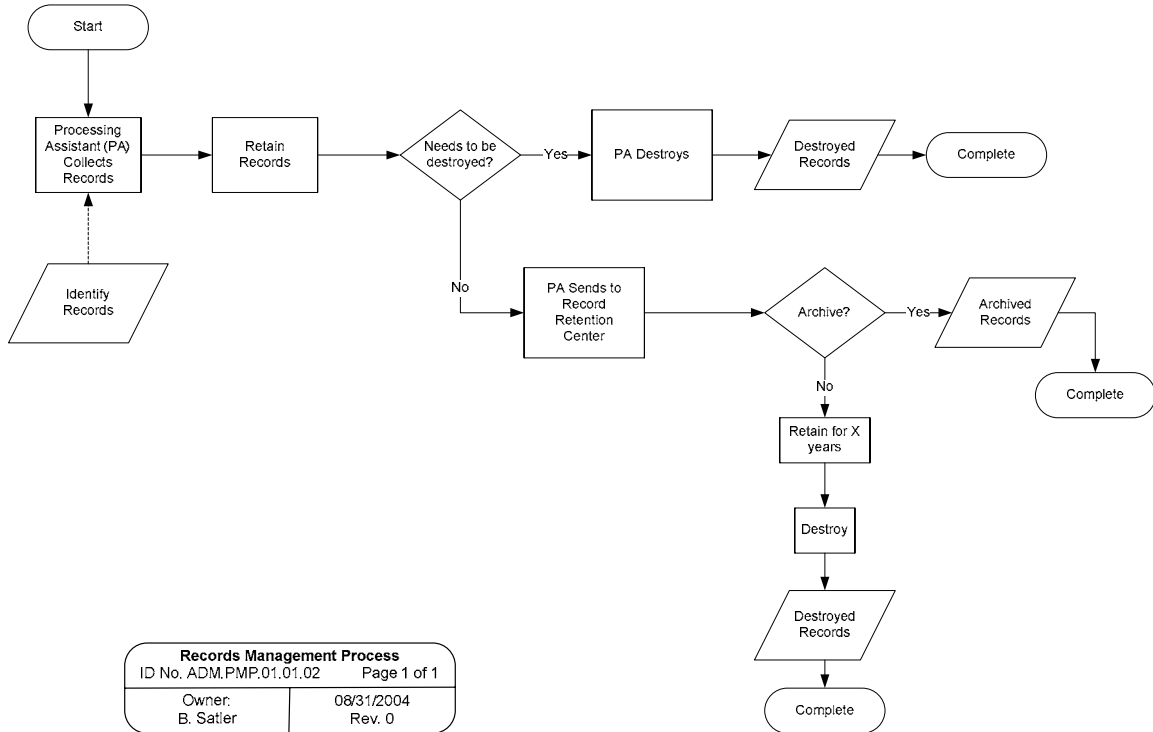 Start
Processing
Assistant (PA)
Collects
Records
Retain
Records
Needs to be
destroyed?
Yes
PA Destroys
Destroyed
Records
Complete
Identify
Records
No
PA Sends to
Record
Retention
Center
Archive?
Yes
Archived
Records
Complete
No
Retain for X
years
Destroy
Destroyed
Records
Complete
Records Management Process
ID No. ADM.PMP.01.01.02 Page 1 of 1
Owner: 08/31/2004
B. Satler Rev. 0